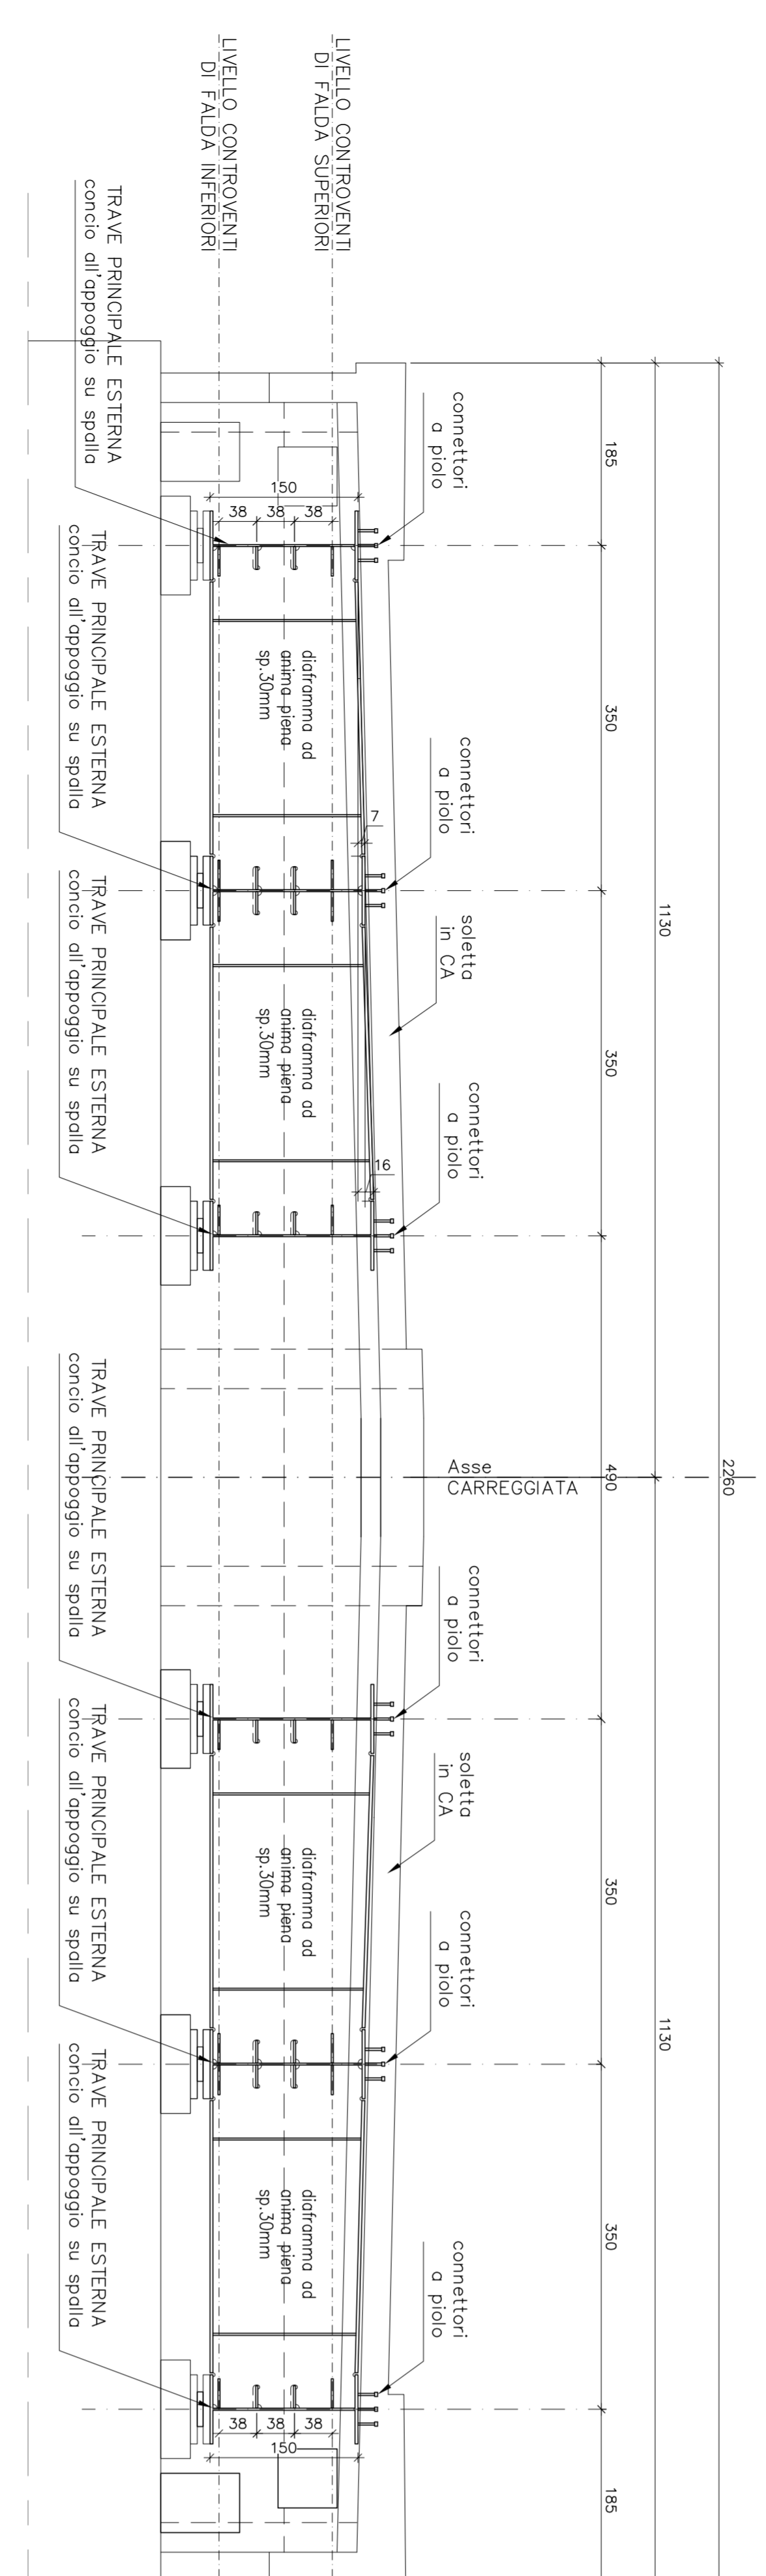 2260
1130
1130
185
350
350
490
350
350
185
connettori
a piolo
connettori
a piolo
soletta
in CA
connettori
a piolo
Asse
CARREGGIATA
connettori
a piolo
soletta
in CA
connettori
a piolo
connettori
a piolo
LIVELLO CONTROVENTI
DI FALDA SUPERIORI
LIVELLO CONTROVENTI
DI FALDA INFERIORI
150
38
38
38
diaframma ad
anima piena
sp.30mm
7
diaframma ad
anima piena
sp.30mm
16
diaframma ad
anima piena
sp.30mm
diaframma ad
anima piena
sp.30mm
38
38
38
150
TRAVE PRINCIPALE ESTERNA
concio all'appoggio su spalla
TRAVE PRINCIPALE ESTERNA
concio all'appoggio su spalla
TRAVE PRINCIPALE ESTERNA
concio all'appoggio su spalla
TRAVE PRINCIPALE ESTERNA
concio all'appoggio su spalla
TRAVE PRINCIPALE ESTERNA
concio all'appoggio su spalla
TRAVE PRINCIPALE ESTERNA
concio all'appoggio su spalla